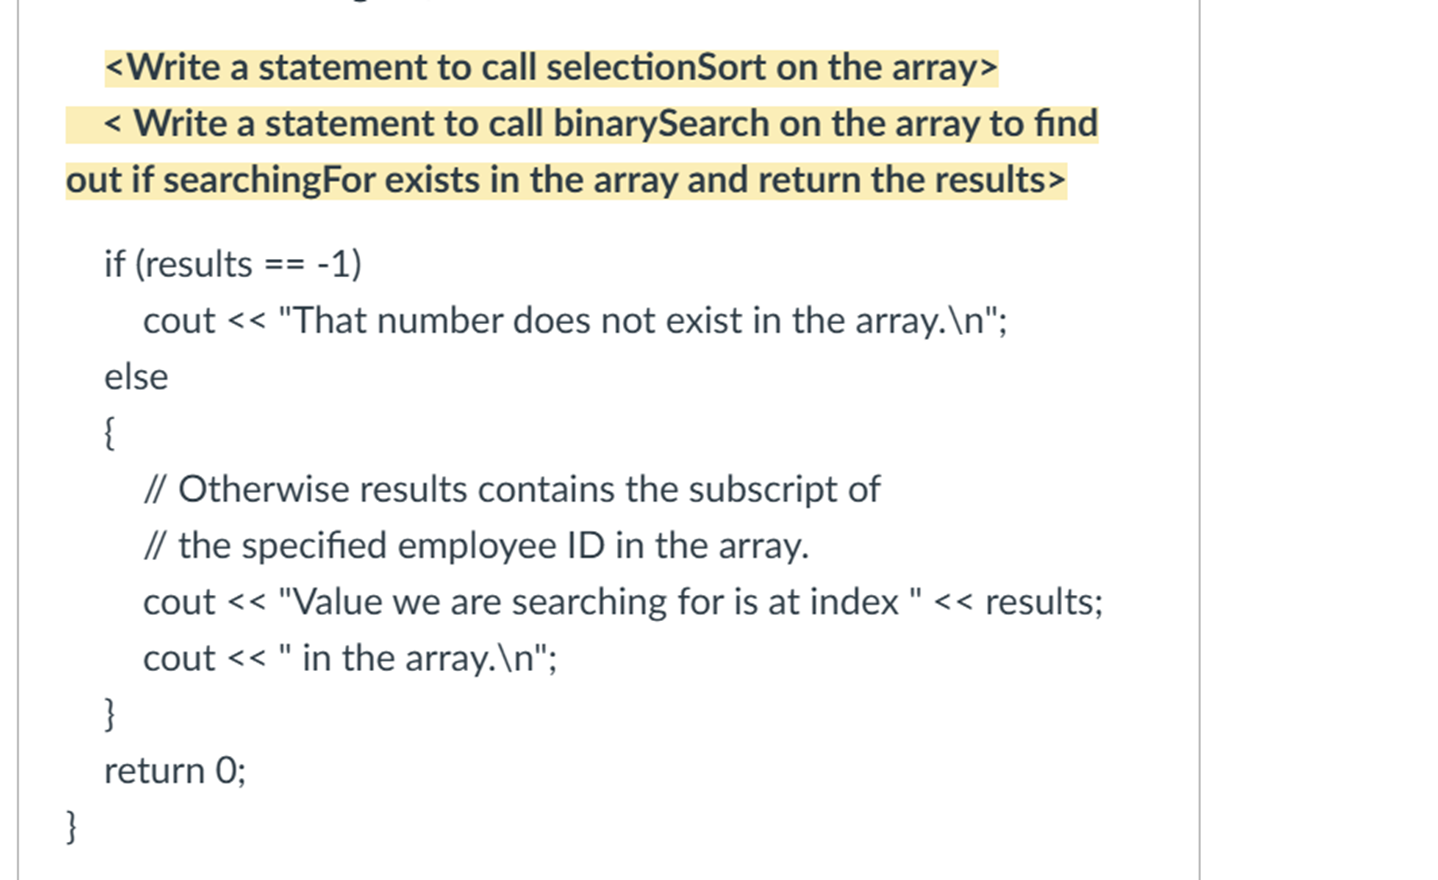 <Write a statement to call selectionSort on the array>
< Write a statement to call binarySearch on the array to find
out if searchingFor exists in the array and return the results>
if (results == -1)
cout << "That number does not exist in the array.\n";
else
{
// Otherwise results contains the subscript of
// the specified employee ID in the array.
cout << "Value we are searching for is at index " << results;
cout << " in the array.\n";
}
return 0;
}